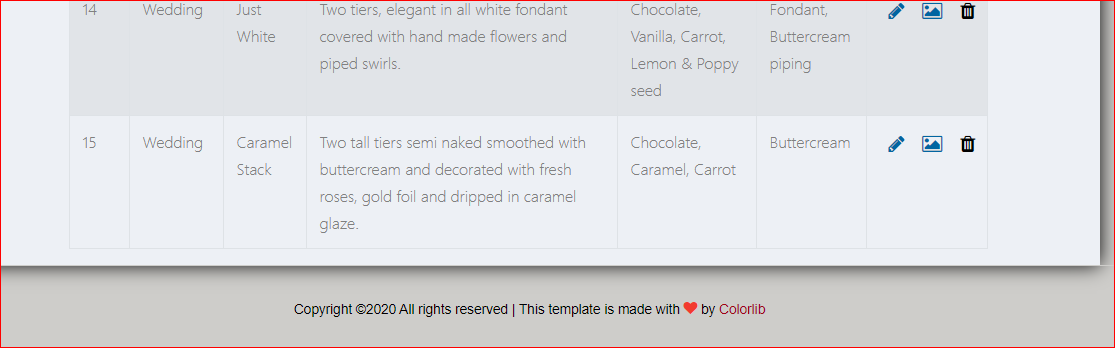 14 Wedding Just Two tiers, elegant in all white fondant Chocolate, Fondant,
White covered with hand made flowers and Vanilla, Carrot, Buttercream
piped swirls. Lemon & Poppy piping
seed
15 Wedding Caramel Two tall tiers semi naked smoothed with Chocolate, Buttercream
Stack buttercream and decorated with fresh Caramel, Carrot
roses, gold foil and dripped in caramel
glaze.
Copyright ©2020 All rights reserved | This template is made with ❤ by Colorlib